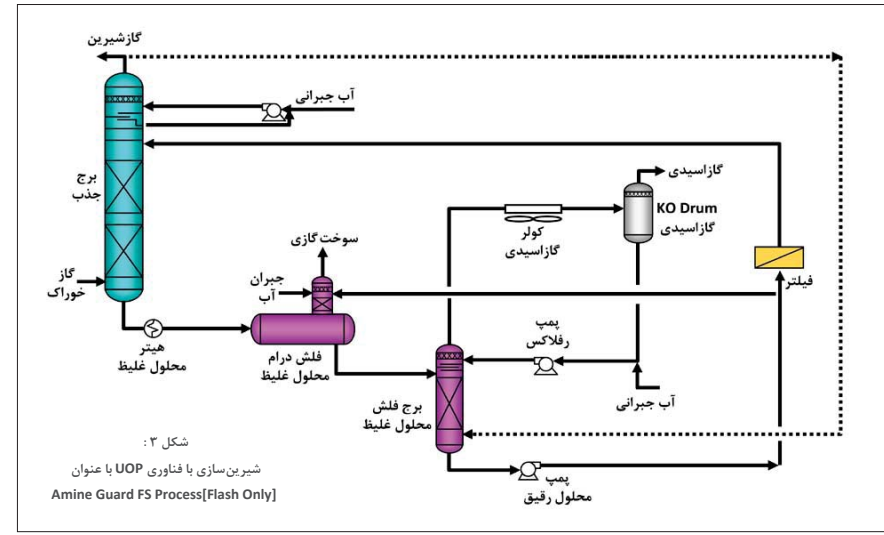 گازشیرین
آب جبرانی
برج
جذب
گازاسیدی
KO Drum
گازاسیدی
کولر
گازاسیدی
سوخت‌گازی
گاز
خوراک
جبران
آب
فیلتر
پمپ
رفلاکس
هیتر
محلول غلیظ
فلش درام
محلول غلیظ
برج فلش
محلول غلیظ
آب جبرانی
پمپ
محلول رقیق
شکل ۳ :
شیرین‌سازی با فناوری UOP با عنوان
Amine Guard FS Process[Flash Only]